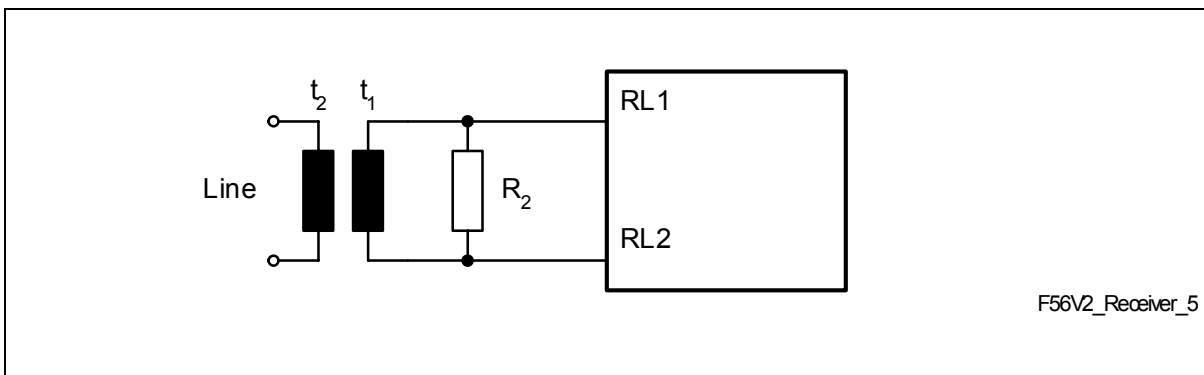 t2 t1
RL1
Line
R2
RL2
F56V2_Receiver_5